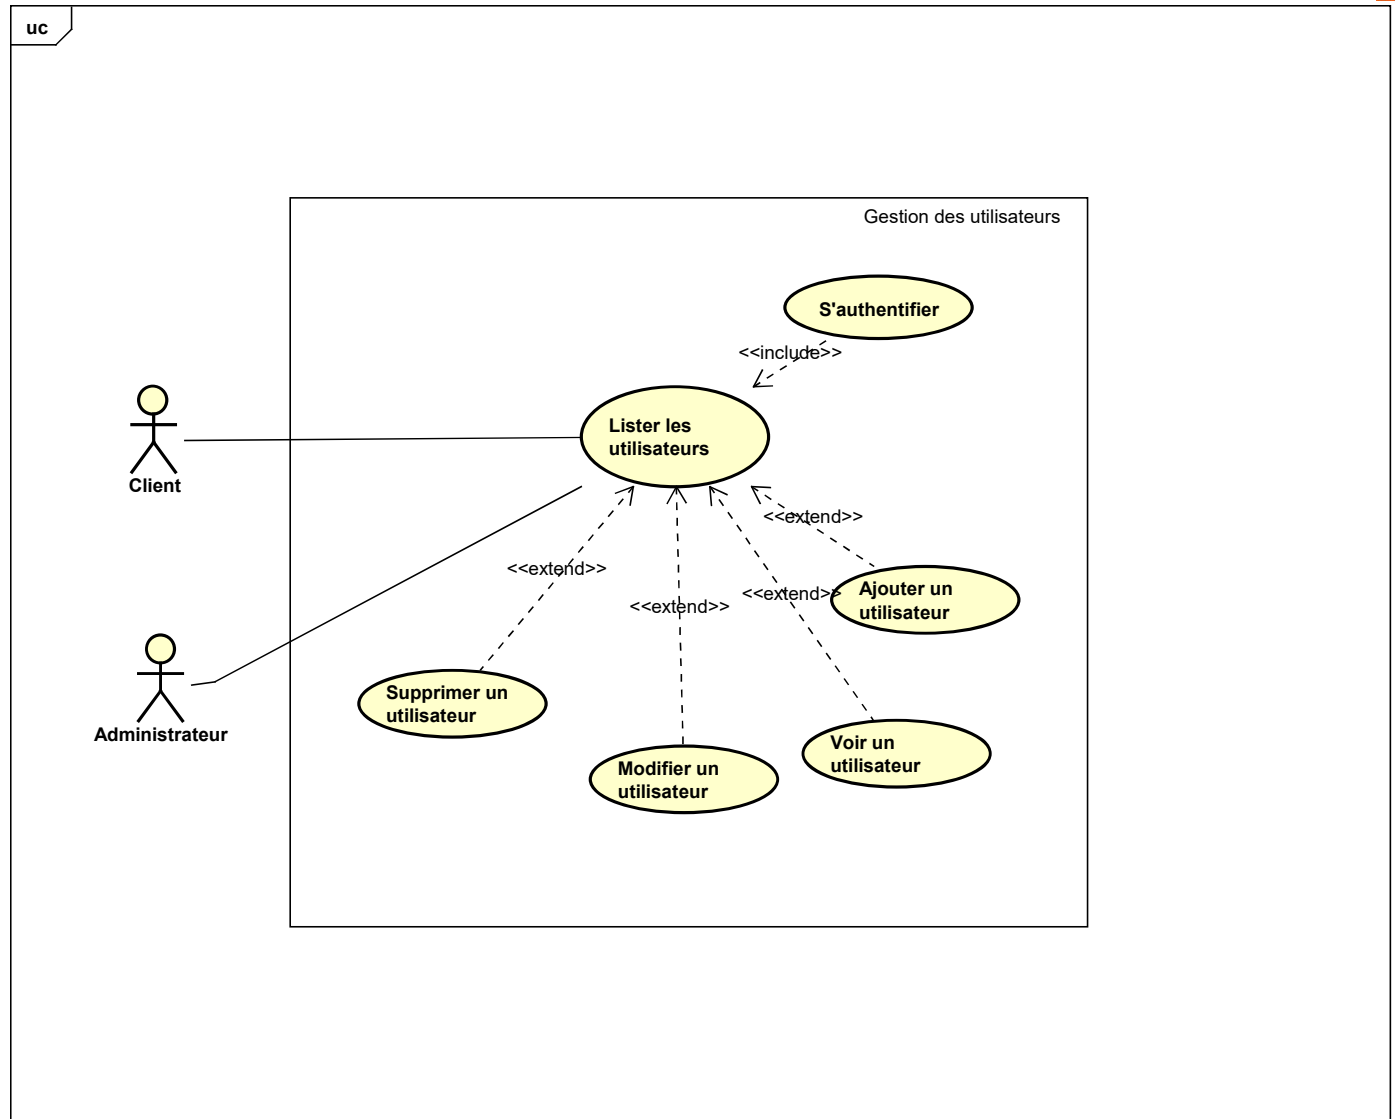 uc
Gestion des utilisateurs
S'authentifier
<<include>>
Lister les
utilisateurs
Client
<<extend>>
<<extend>>
<<extend>>
<<extend>>
Ajouter un
utilisateur
Supprimer un
utilisateur
Administrateur
Voir un
utilisateur
Modifier un
utilisateur